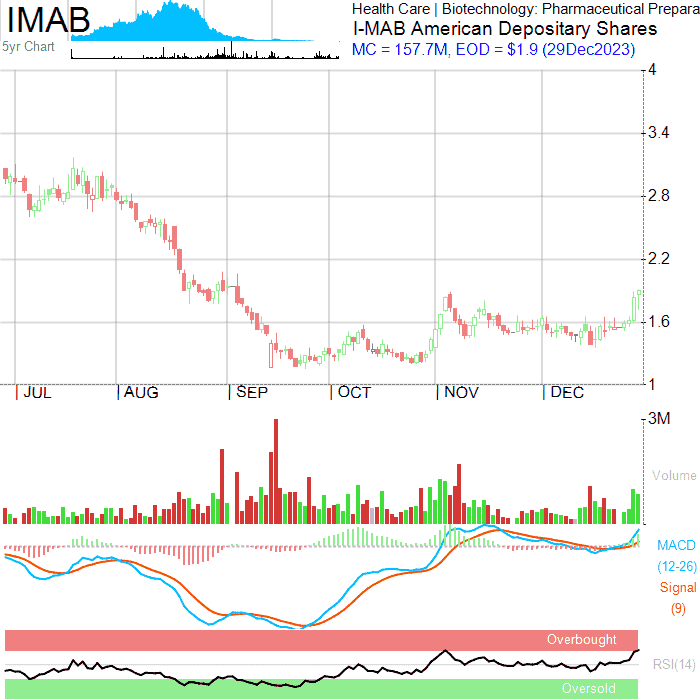 IMAB
5yr Chart
Health Care | Biotechnology: Pharmaceutical Prepara
I-MAB American Depositary Shares
MC = 157.7M, EOD = $1.9 (29Dec2023)
4
3.4
2.8
2.2
1.6
1
JUL AUG SEP OCT NOV DEC
3M
Volume
MACD
(12-26)
Signal
(9)
Overbought
RSI(14)
Oversold